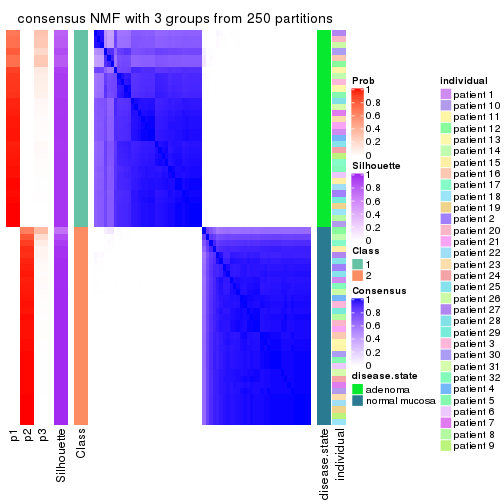 consensus NMF with 3 groups from 250 partitions
p1
p2
p3
Silhouette
Class
disease.state
individual
Prob
1
0.8
0.6
0.4
0.2
0
Silhouette
1
0.8
0.6
0.4
0.2
0
Class
1
2
Consensus
1
0.8
0.6
0.4
0.2
0
disease.state
adenoma
normal mucosa
individual
patient 1
patient 10
patient 11
patient 12
patient 13
patient 14
patient 15
patient 16
patient 17
patient 18
patient 19
patient 2
patient 20
patient 21
patient 22
patient 23
patient 24
patient 25
patient 26
patient 27
patient 28
patient 29
patient 3
patient 30
patient 31
patient 32
patient 4
patient 5
patient 6
patient 7
patient 8
patient 9